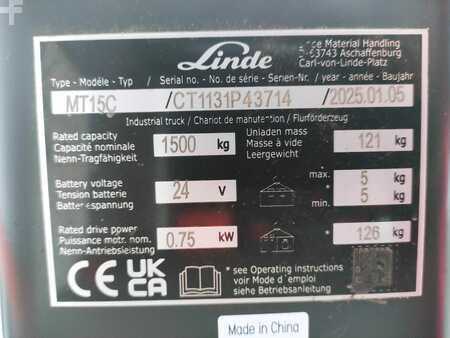 Linde
Material Handling
63743 Aschaffenburg
Carl-von-Linde-Platz
Type - Modéle - Typ / Serial no. - No. de série - Serien-Nr. / year - année - Baujahr
MT15C /CT1131P43714 /2025.01.05
Industrial truck / Chariot de manutention / Flurförderzeug
Rated capacity
Capacité nominale
Nenn-Tragfähigkeit
1500 kg
Unladen mass
Masse à vide
Leergewicht
121 kg
Battery voltage
Tension batterie
Batteriespannung
24 V
max. 5 kg
* min. 5 kg
Rated drive power
Puissance motr. nom.
Nenn-Antriebsleistung
0.75 kW
* 126 kg
CE UK
CA
*see Operating instructions
voir Mode d'emploi
siehe Betriebsanleitung
Made in China